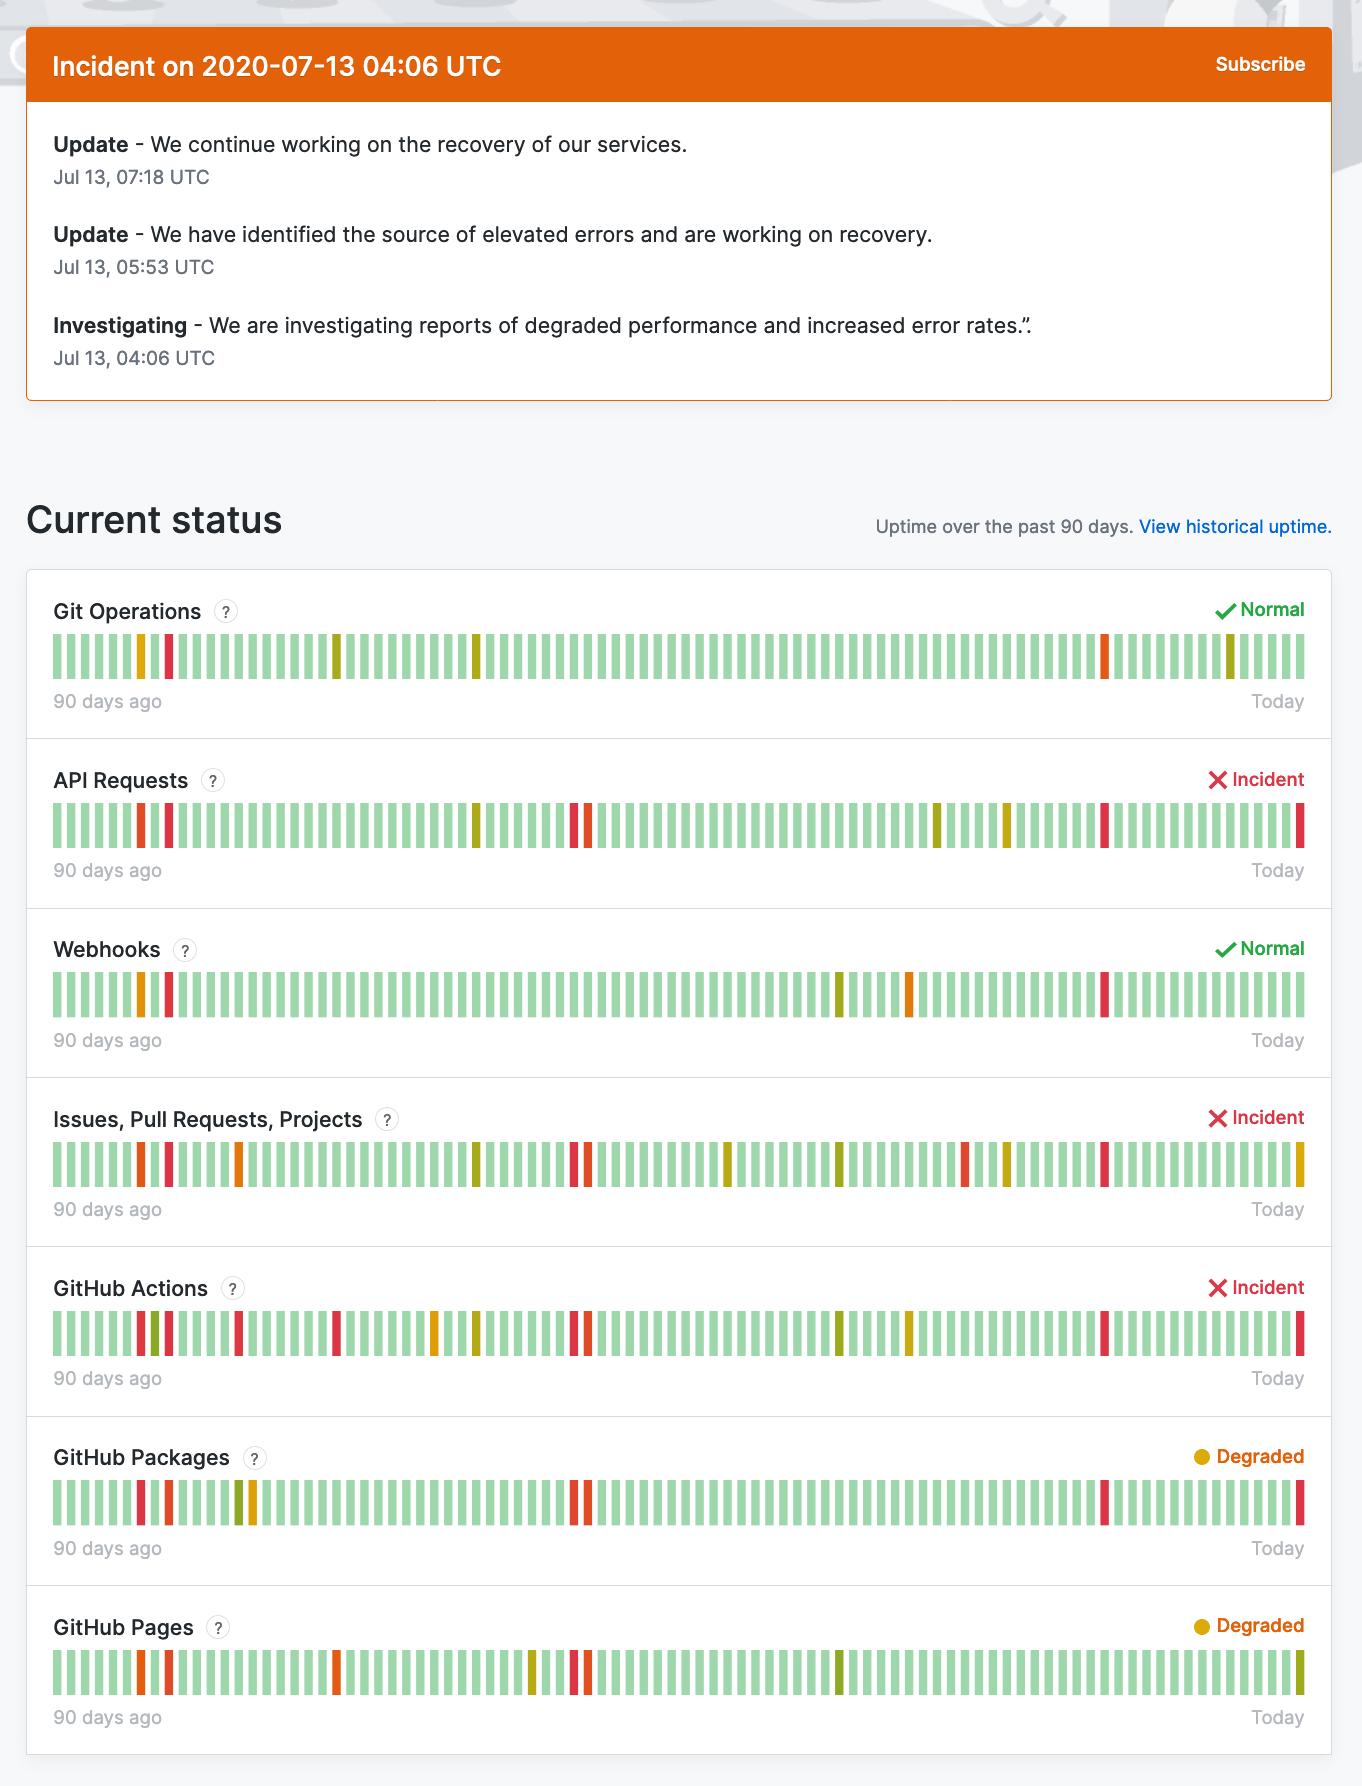 Incident on 2020-07-13 04:06 UTC
Subscribe
Update - We continue working on the recovery of our services.
Jul 13, 07:18 UTC
Update - We have identified the source of elevated errors and are working on recovery.
Jul 13, 05:53 UTC
Investigating - We are investigating reports of degraded performance and increased error rates.”.
Jul 13, 04:06 UTC
Current status
Uptime over the past 90 days. View historical uptime.
Git Operations ?
Normal
90 days ago
Today
API Requests ?
Incident
90 days ago
Today
Webhooks ?
Normal
90 days ago
Today
Issues, Pull Requests, Projects ?
Incident
90 days ago
Today
GitHub Actions ?
Incident
90 days ago
Today
GitHub Packages ?
Degraded
90 days ago
Today
GitHub Pages ?
Degraded
90 days ago
Today